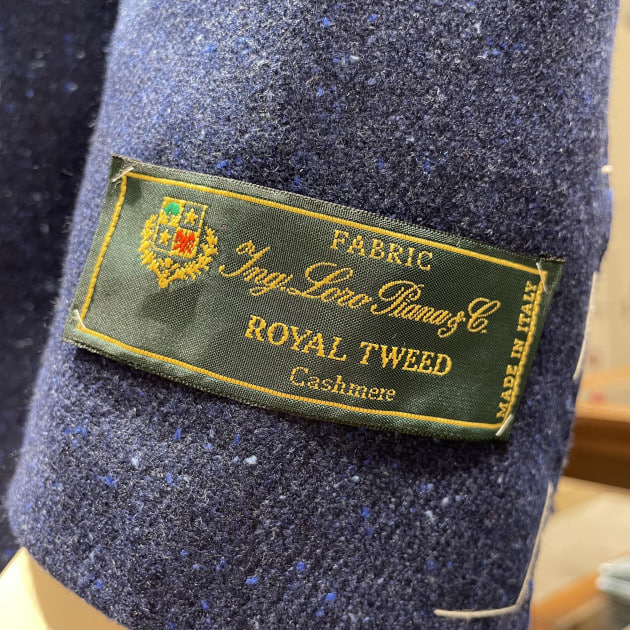 FABRIC
Ing. Loro Piana & C.
ROYAL TWEED
Cashmere
MADE IN ITALY